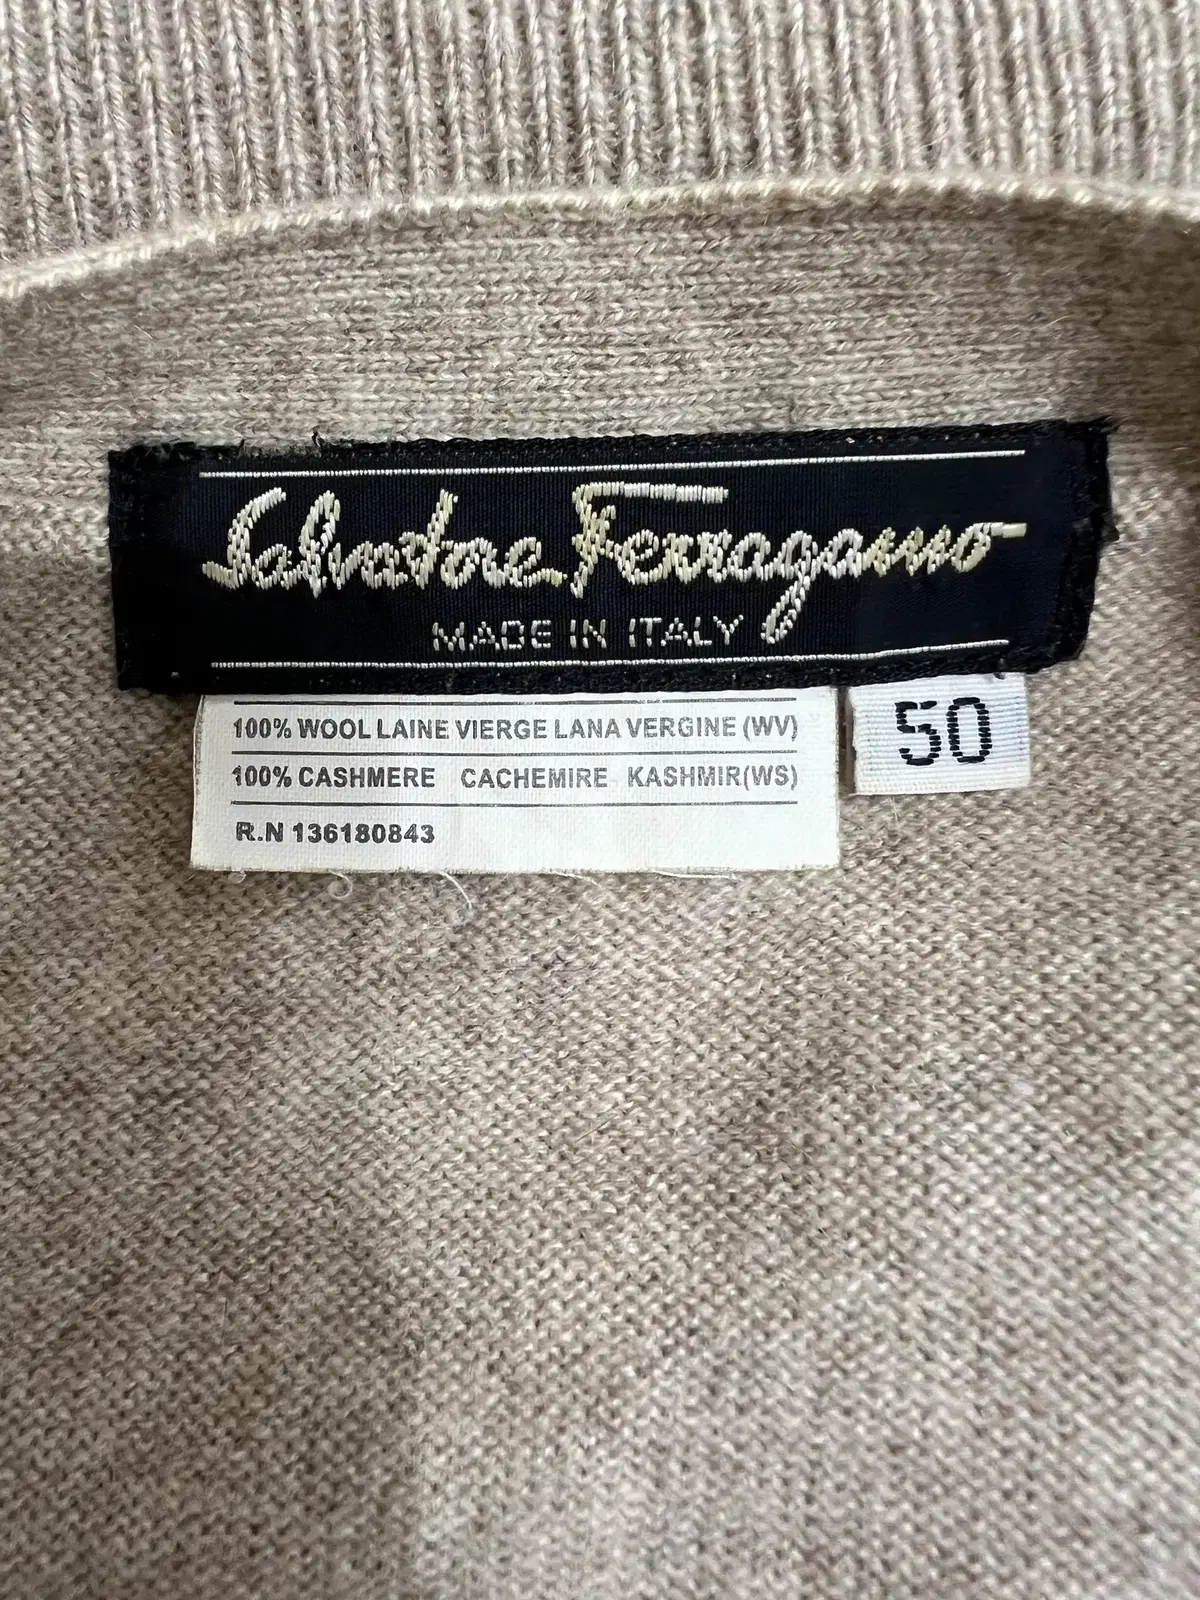 Salvatore Ferragamo
MADE IN ITALY
100% WOOL LAINE VIERGE LANA VERGINE (WV)
100% CASHMERE CACHEMIRE KASHMIR(WS)
R.N 136180843
50